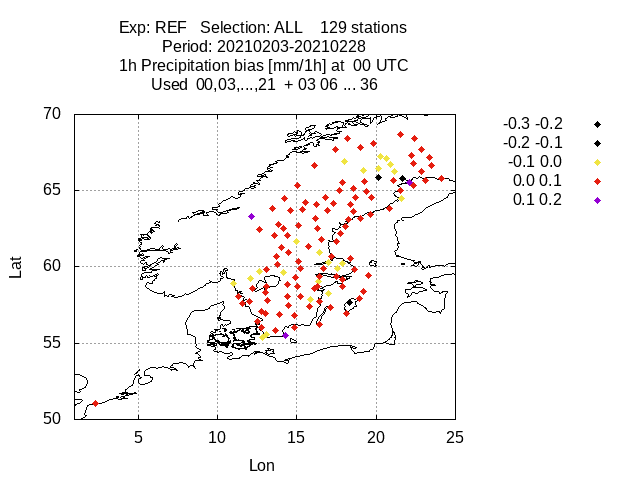 Exp: REF   Selection: ALL    129 stations
Period: 20210203-20210228
1h Precipitation bias [mm/1h] at  00 UTC
Used  00,03,...,21  + 03 06 ... 36
70
65
60
55
50
5 10 15 20 25
Lat
Lon
-0.3 -0.2
-0.2 -0.1
-0.1 0.0
0.0 0.1
0.1 0.2